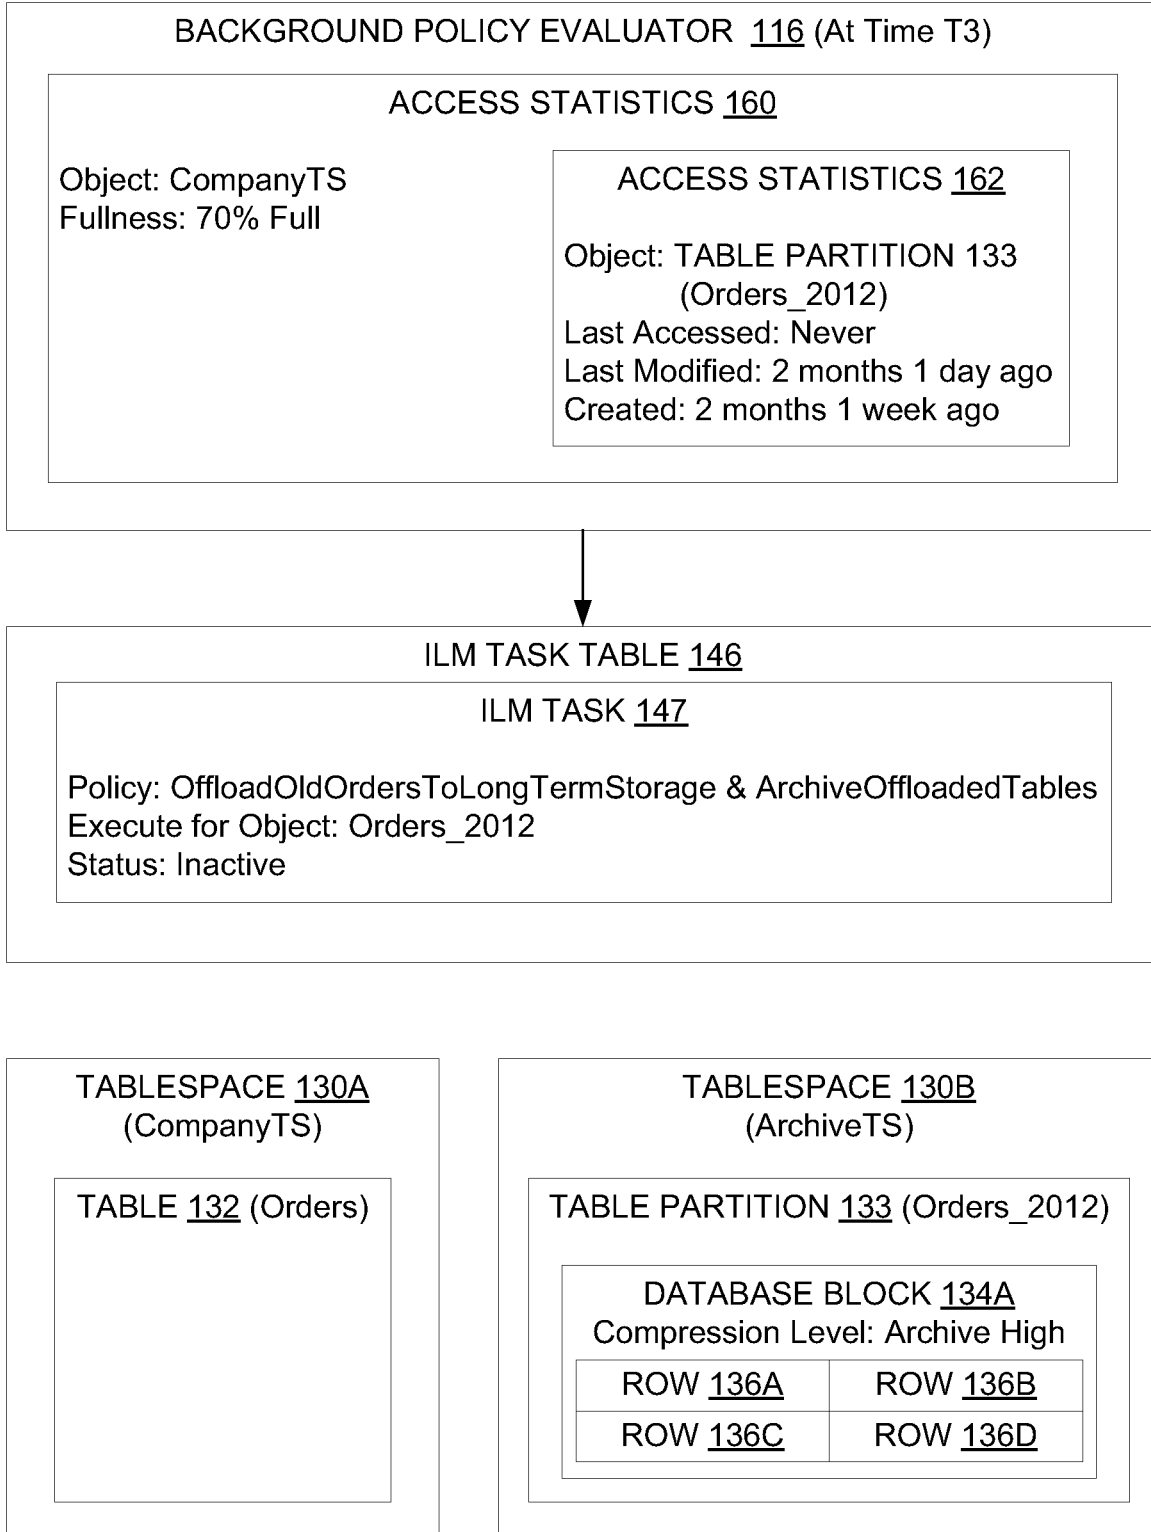 BACKGROUND POLICY EVALUATOR 116 (At Time T3)
ACCESS STATISTICS 160
Object: CompanyTS
Fullness: 70% Full
ACCESS STATISTICS 162
Object: TABLE PARTITION 133
(Orders_2012)
Last Accessed: Never
Last Modified: 2 months 1 day ago
Created: 2 months 1 week ago
ILM TASK TABLE 146
ILM TASK 147
Policy: OffloadOldOrdersToLongTermStorage & ArchiveOffloadedTables
Execute for Object: Orders_2012
Status: Inactive
TABLESPACE 130A
(CompanyTS)
TABLE 132 (Orders)
TABLESPACE 130B
(ArchiveTS)
TABLE PARTITION 133 (Orders_2012)
DATABASE BLOCK 134A
Compression Level: Archive High
ROW 136A
ROW 136B
ROW 136C
ROW 136D